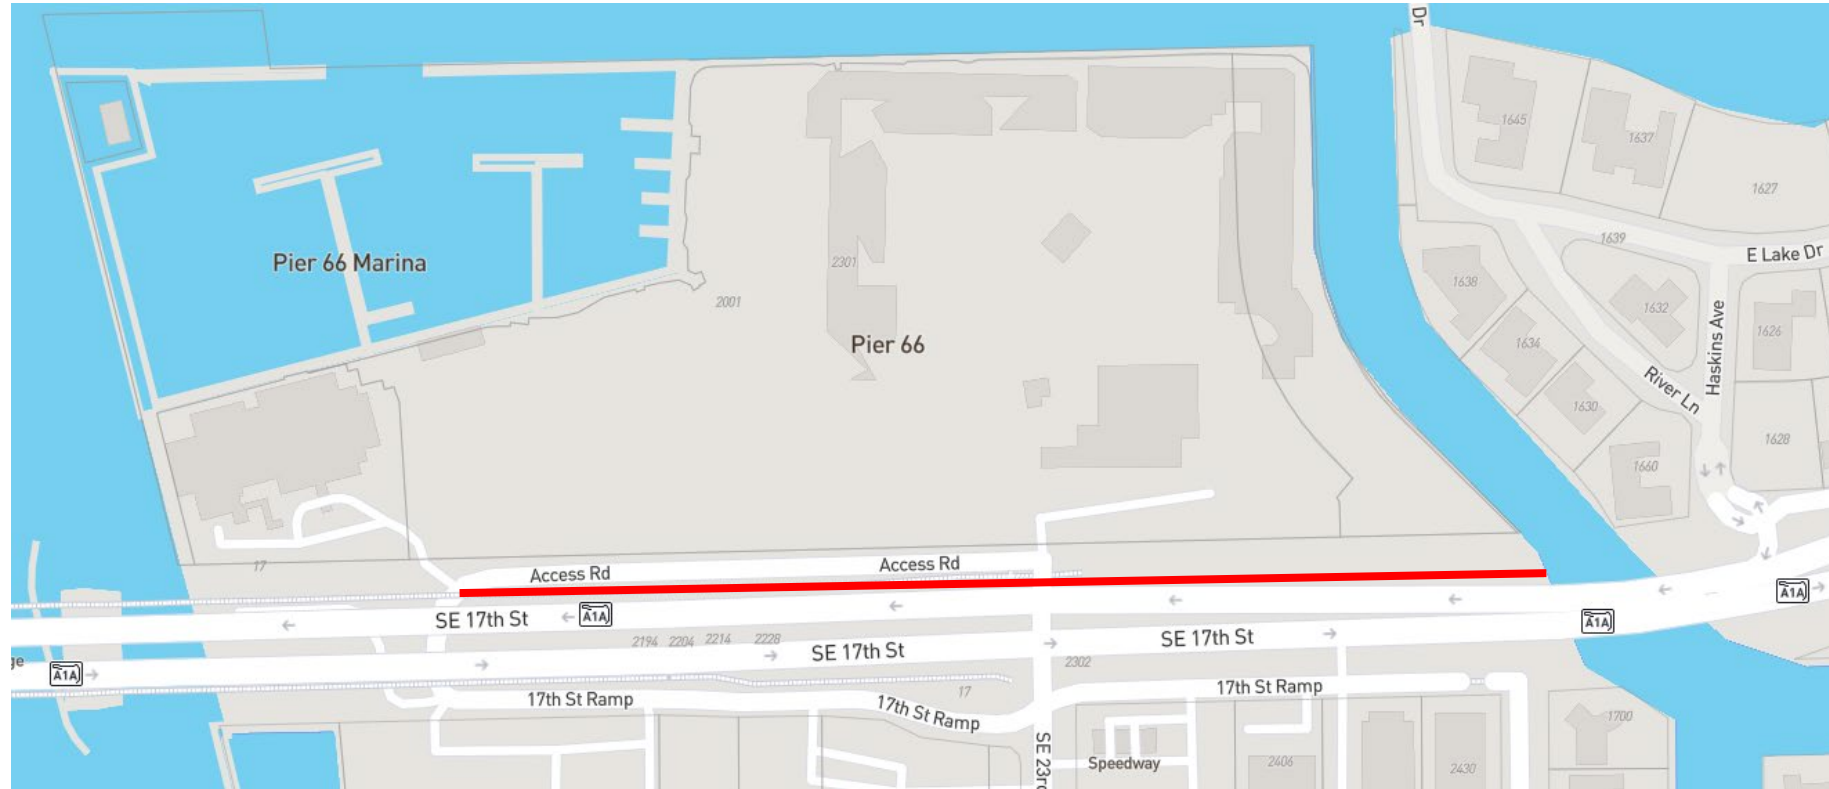 Dr
1645
1637
1627
1639
E Lake Dr
Pier 66 Marina
2301
2001
1638
1632
Haskins Ave
1626
Pier 66
1634
River Ln
1630
1628
1660
Access Rd
Access Rd
17
SE 17th St
A1A
A1A
A1A
2194
2204
2214
2228
SE 17th St
SE 17th St
2302
ge
A1A
17
17th St Ramp
17th St Ramp
17th St Ramp
1700
SE 23r
Speedway
2406
2430